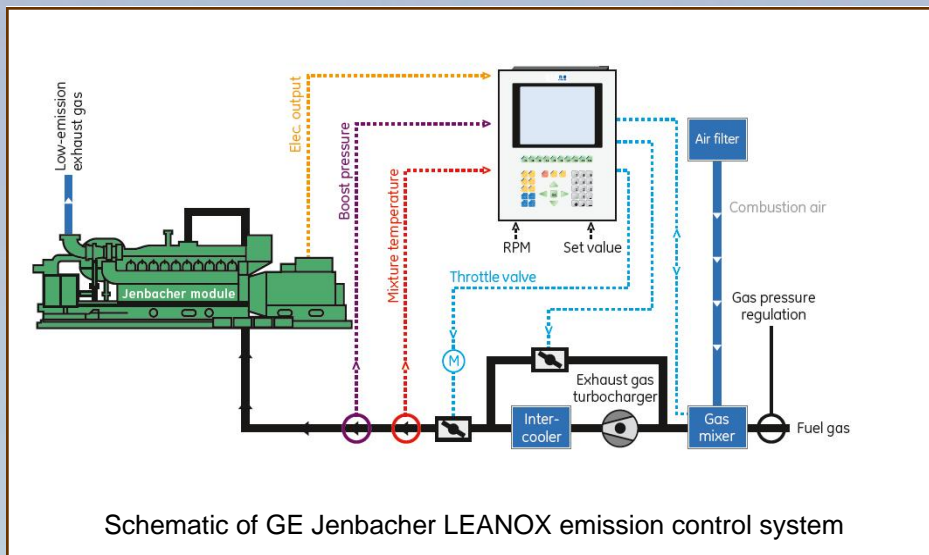 Low-emission
exhaust gas
Elec. output
Boost pressure
Mixture temperature
Jenbacher module
RPM
Set value
Throttle valve
M
Air filter
Combustion air
Gas pressure
regulation
Exhaust gas
turbocharger
Inter-
cooler
Gas
mixer
Fuel gas
Schematic of GE Jenbacher LEANOX emission control system